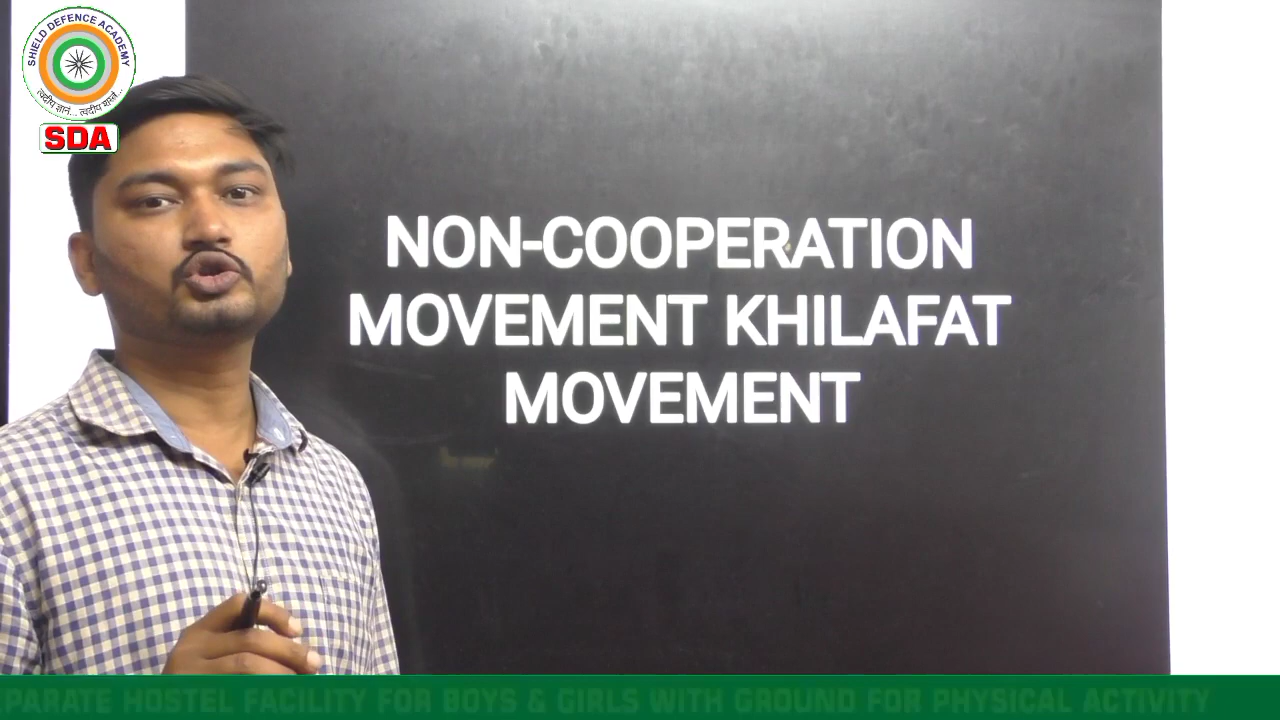 SHIELD DEFENCE ACADEMY
SDA
NON-COOPERATION
MOVEMENT KHILAFAT
MOVEMENT
PARATE HOSTEL FACILITY FOR BOYS & GIRLS WITH GROUND FOR PHYSICAL ACTIVITY